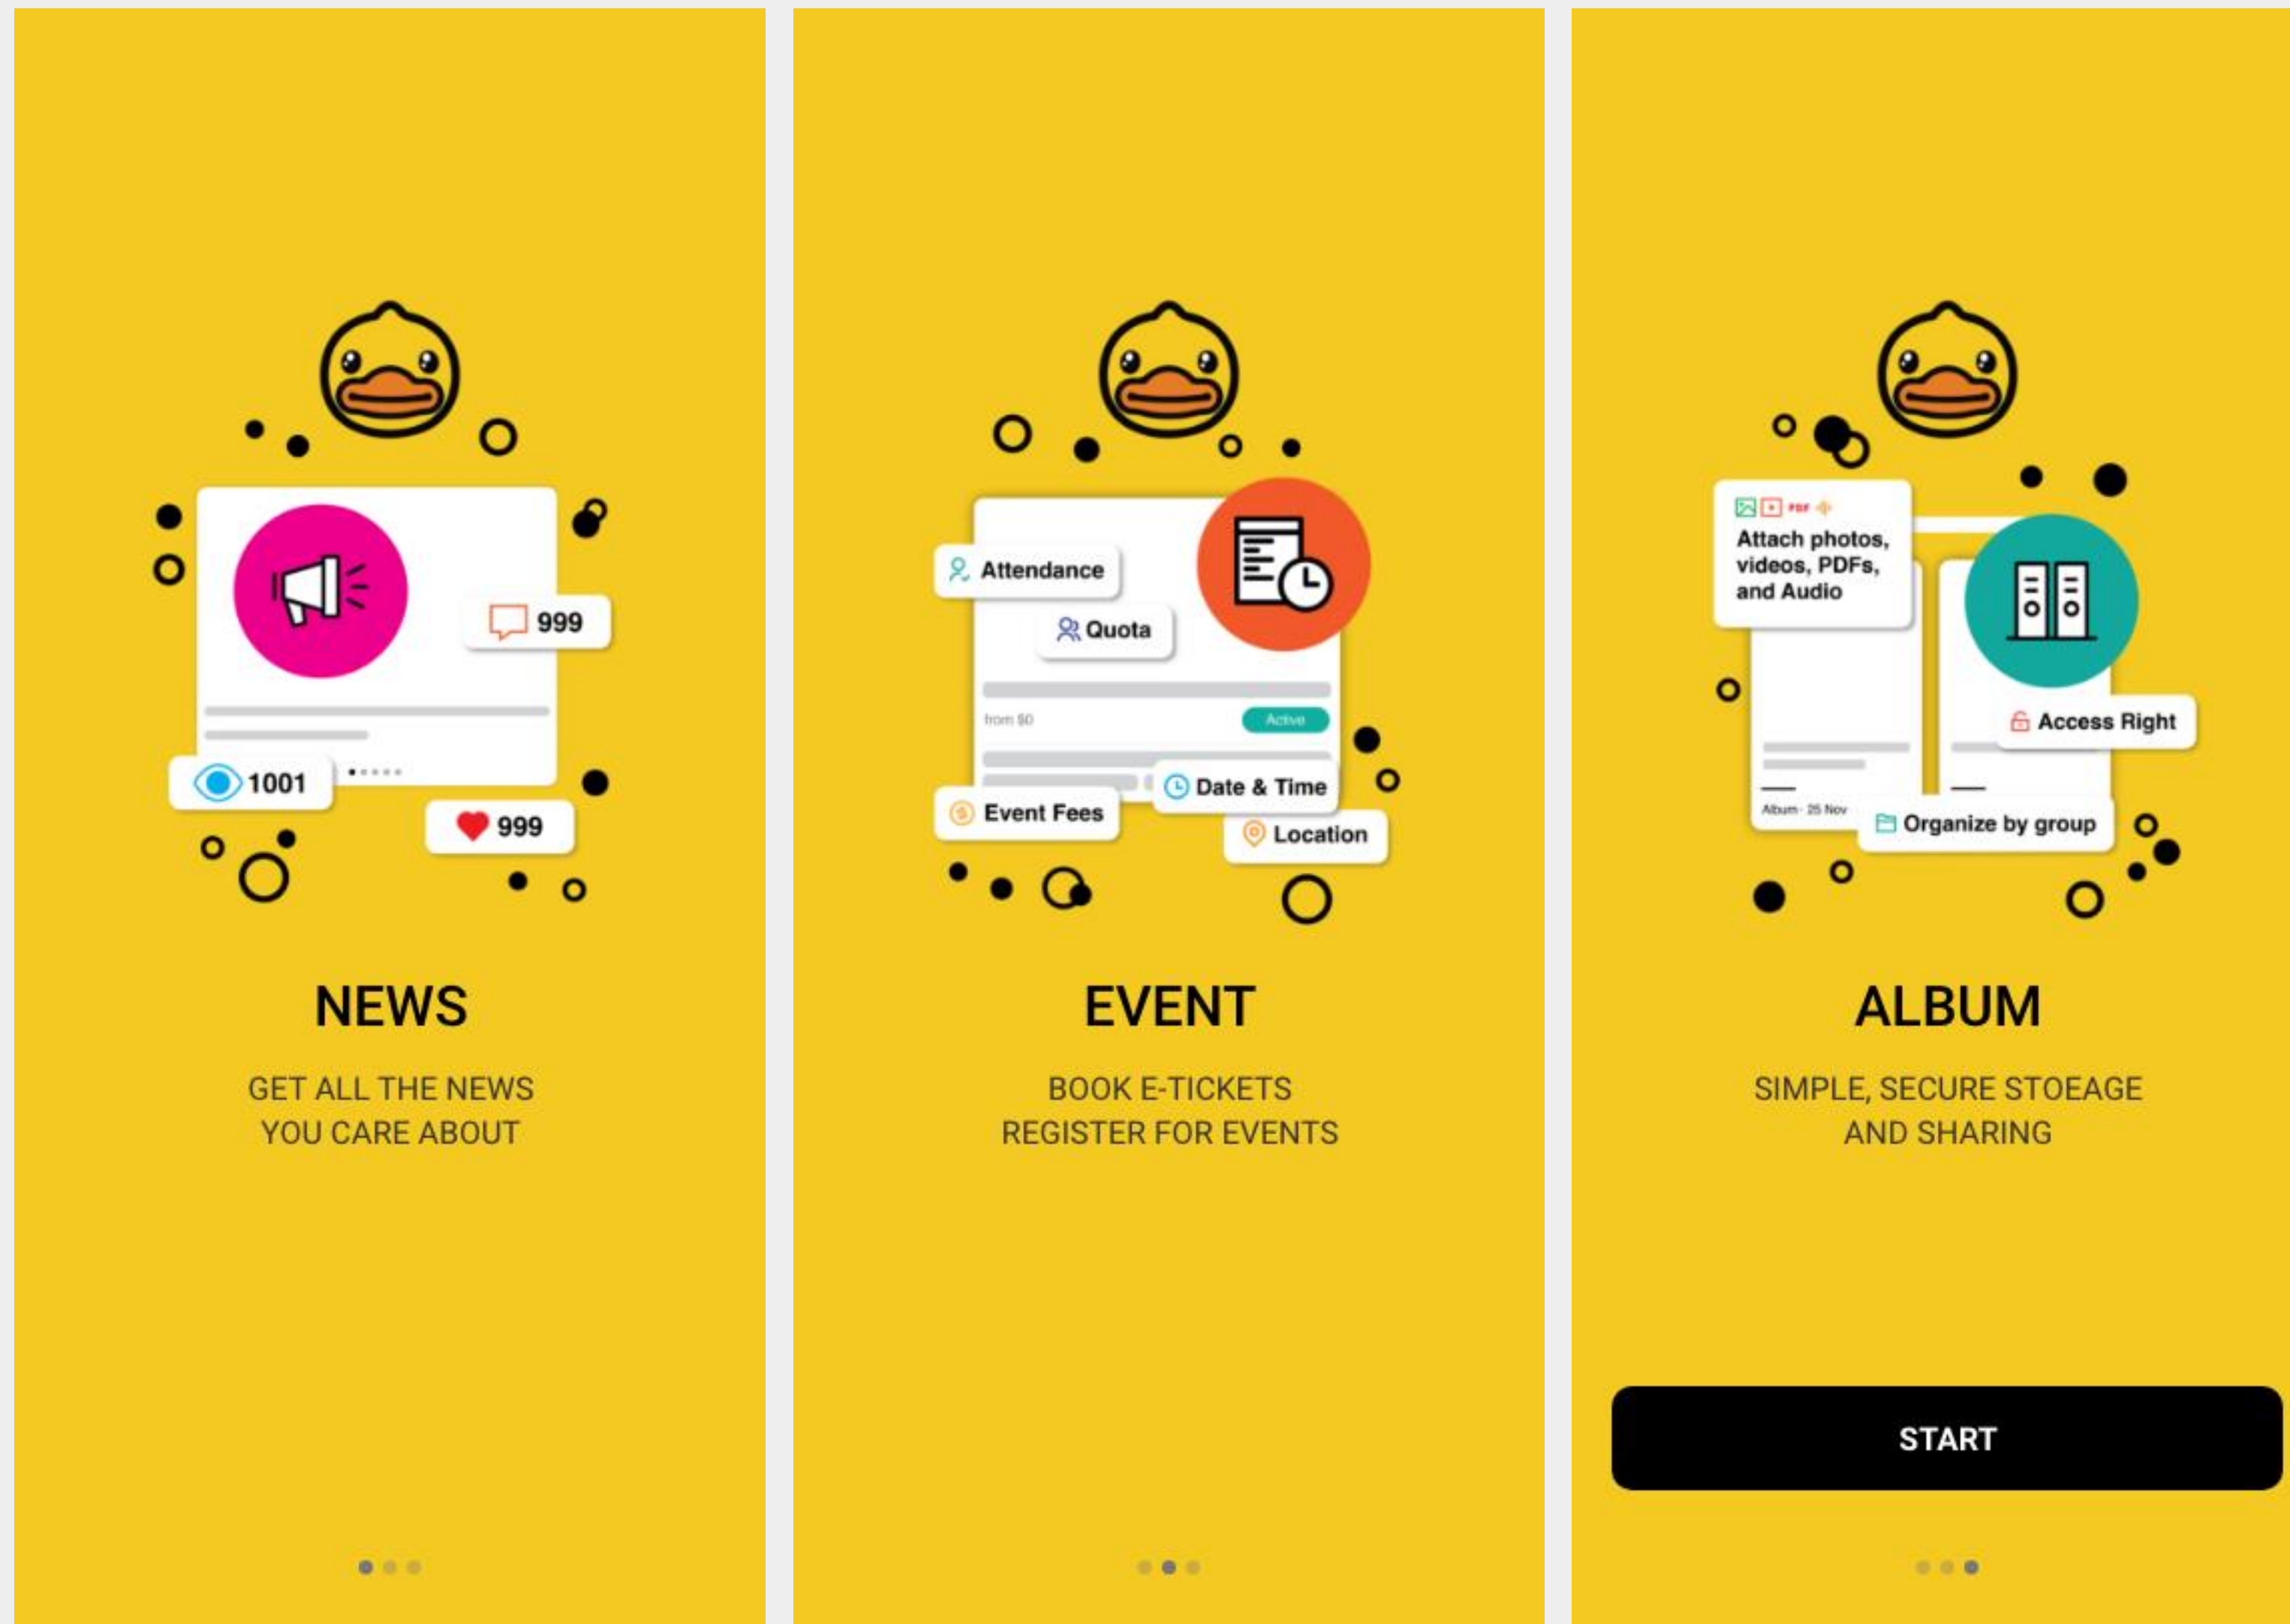 999
1001
999
NEWS
GET ALL THE NEWS
YOU CARE ABOUT
Attendance
Quota
from $0
Active
Date & Time
Event Fees
Location
EVENT
BOOK E-TICKETS
REGISTER FOR EVENTS
PDF
Attach photos,
videos, PDFs,
and Audio
Access Right
Album · 25 Nov
Organize by group
ALBUM
SIMPLE, SECURE STOEAGE
AND SHARING
START